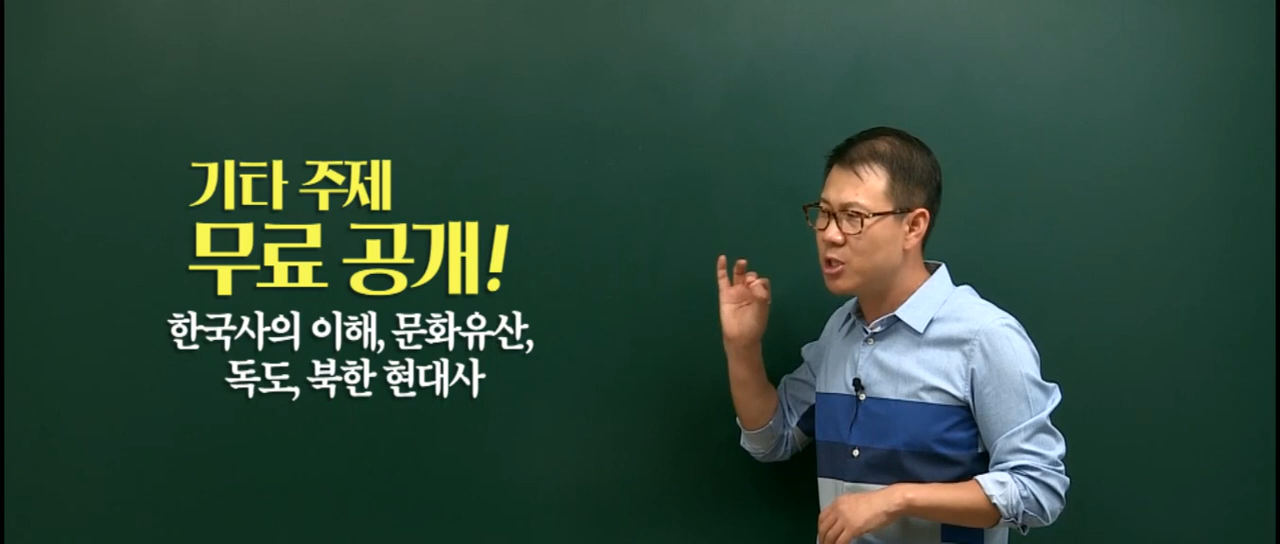 기타 주제
무료 공개!
한국사의 이해, 문화유산,
독도, 북한 현대사